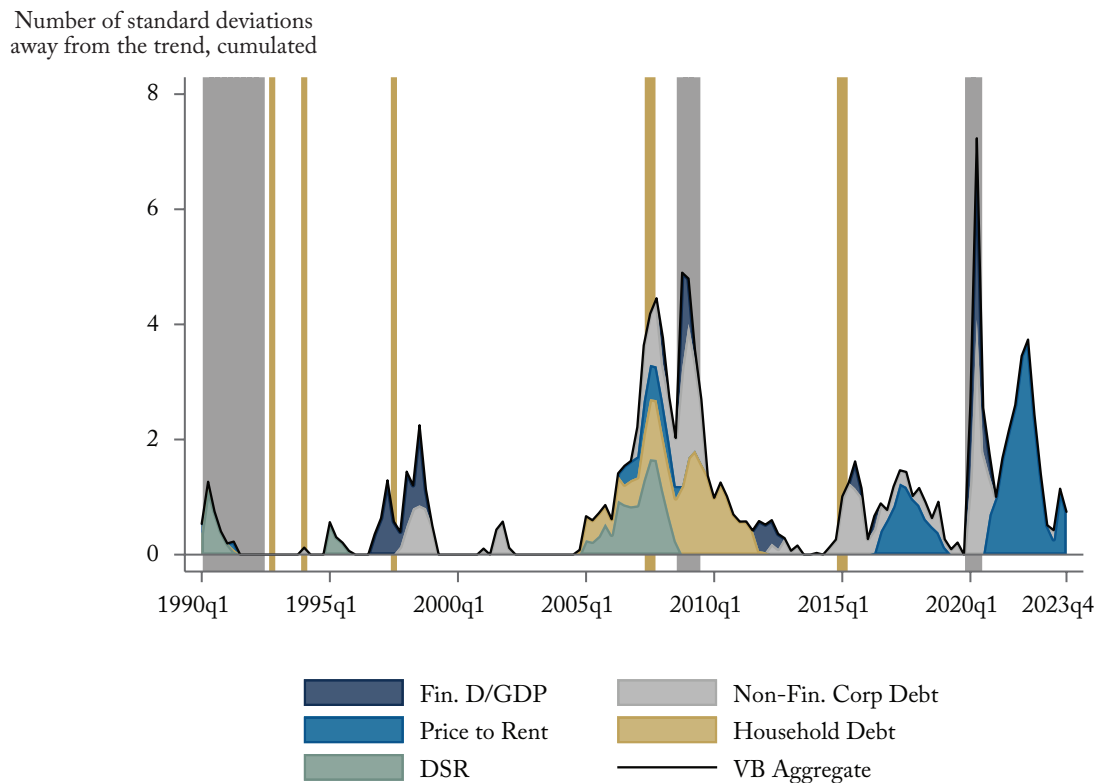 Number of standard deviations
away from the trend, cumulated
8
6
4
2
0
1990q1 1995q1 2000q1 2005q1 2010q1 2015q1 2020q1 2023q4
Fin. D/GDP Non-Fin. Corp Debt
Price to Rent Household Debt
DSR VB Aggregate